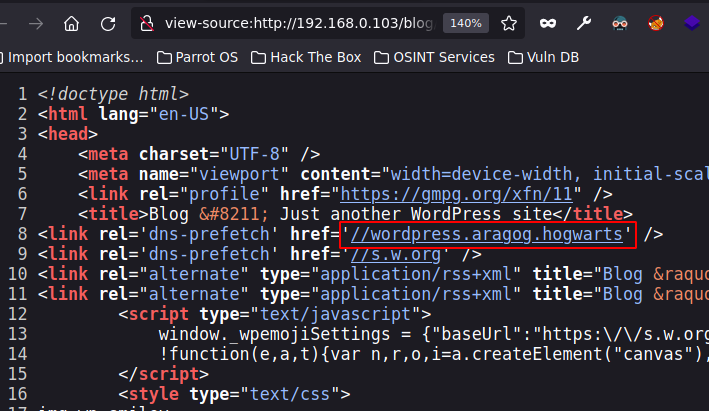 view-source:http://192.168.0.103/blog 140%
Import bookmarks... Parrot OS Hack The Box OSINT Services Vuln DB
1 <!doctype html>
2 <html lang="en-US">
3 <head>
4 <meta charset="UTF-8" />
5 <meta name="viewport" content="width=device-width, initial-scal
6 <link rel="profile" href="https://gmpg.org/xfn/11" />
7 <title>Blog &#8211; Just another WordPress site</title>
8 <link rel='dns-prefetch' href='//wordpress.aragog.hogwarts' />
9 <link rel='dns-prefetch' href='//s.w.org' />
10 <link rel="alternate" type="application/rss+xml" title="Blog &raquo
11 <link rel="alternate" type="application/rss+xml" title="Blog &raquo
12 <script type="text/javascript">
13 window._wpemojiSettings = {"baseUrl":"https:\/\/s.w.org
14 !function(e,a,t){var n,r,o,i=a.createElement("canvas"),
15 </script>
16 <style type="text/css">
17